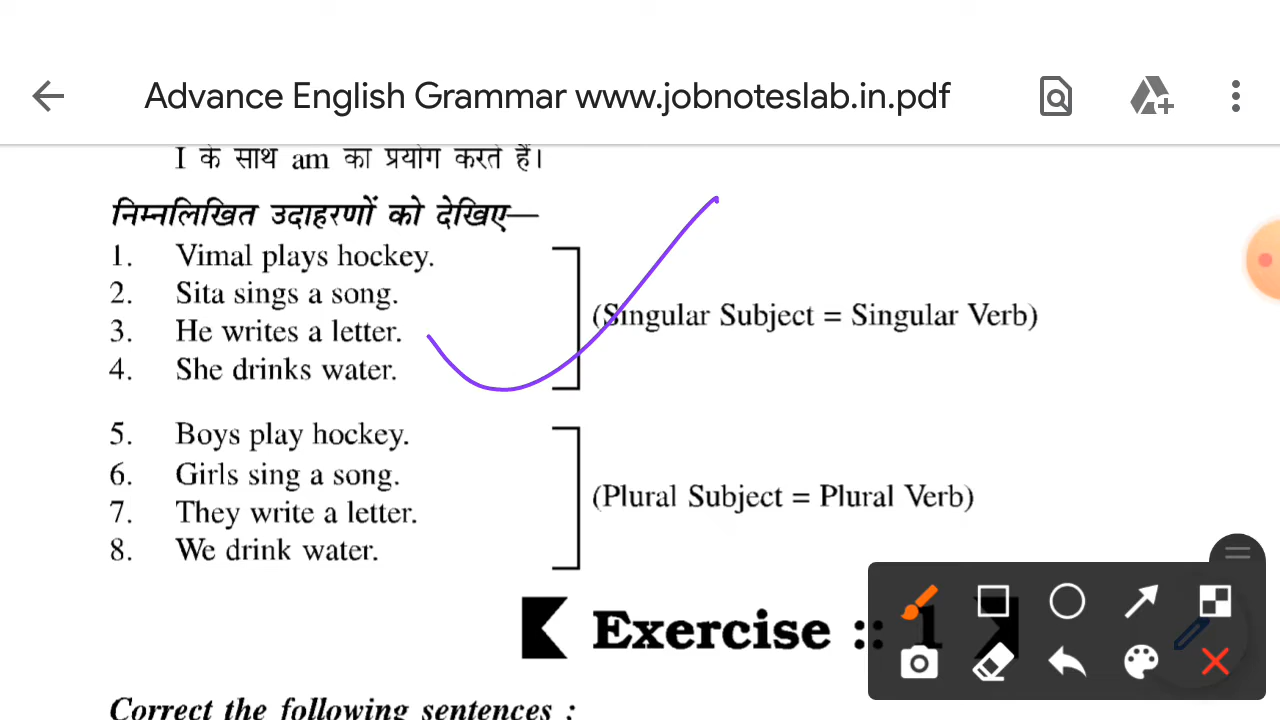 Advance English Grammar www.jobnoteslab.in.pdf
I के साथ am का प्रयोग करते हैं।
निम्नलिखित उदाहरणों को देखिए—
1. Vimal plays hockey.
2. Sita sings a song.
3. He writes a letter.
4. She drinks water.
(Singular Subject = Singular Verb)
5. Boys play hockey.
6. Girls sing a song.
7. They write a letter.
8. We drink water.
(Plural Subject = Plural Verb)
Exercise :: 1
Correct the following sentences :